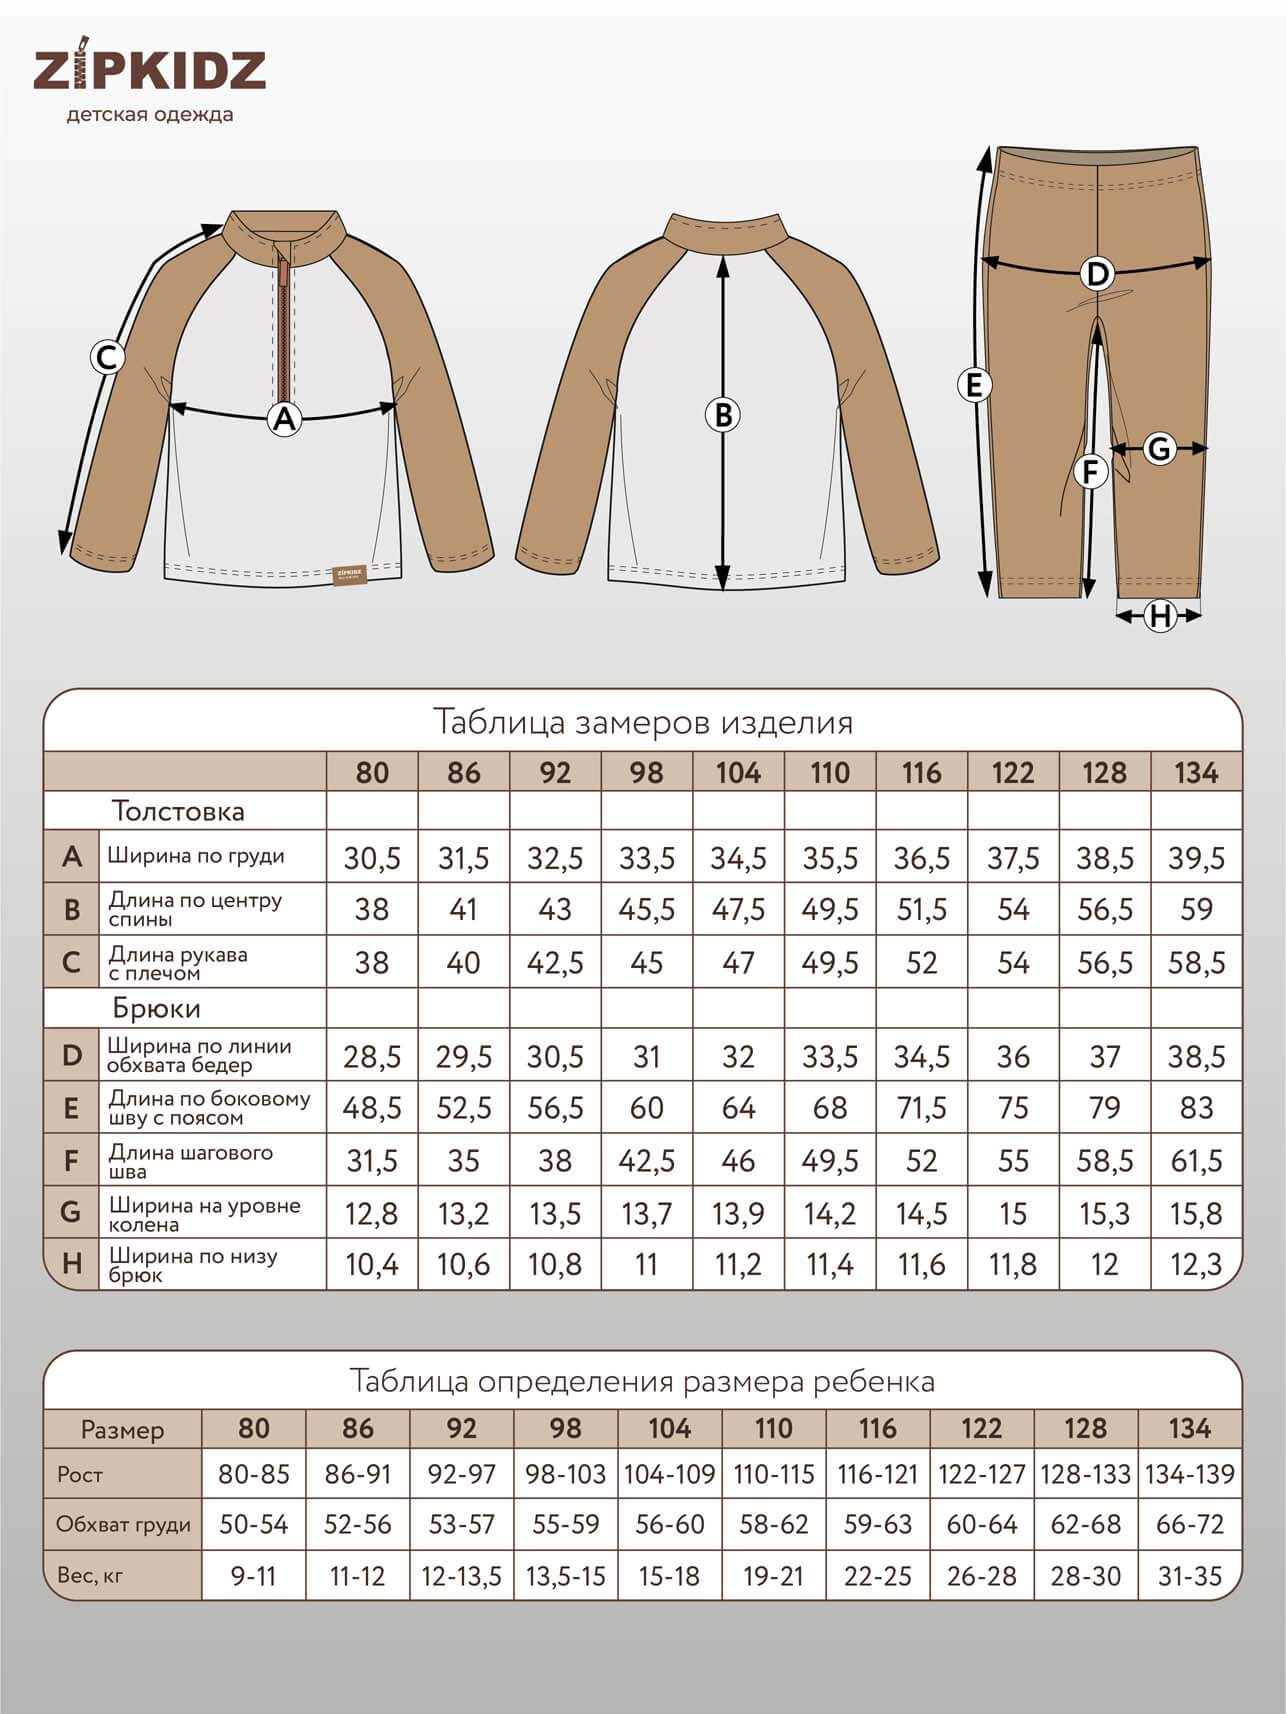 ZIPKIDZ
детская одежда
C
A
B
D
E
F
G
H
ZIPKIDZ
Таблица замеров изделия
80 86 92 98 104 110 116 122 128 134
Толстовка
A Ширина по груди 30,5 31,5 32,5 33,5 34,5 35,5 36,5 37,5 38,5 39,5
B Длина по центру спины 38 41 43 45,5 47,5 49,5 51,5 54 56,5 59
C Длина рукава с плечом 38 40 42,5 45 47 49,5 52 54 56,5 58,5
Брюки
D Ширина по линии обхвата бедер 28,5 29,5 30,5 31 32 33,5 34,5 36 37 38,5
E Длина по боковому шву с поясом 48,5 52,5 56,5 60 64 68 71,5 75 79 83
F Длина шагового шва 31,5 35 38 42,5 46 49,5 52 55 58,5 61,5
G Ширина на уровне колена 12,8 13,2 13,5 13,7 13,9 14,2 14,5 15 15,3 15,8
H Ширина по низу брюк 10,4 10,6 10,8 11 11,2 11,4 11,6 11,8 12 12,3
Таблица определения размера ребенка
Размер 80 86 92 98 104 110 116 122 128 134
Рост 80-85 86-91 92-97 98-103 104-109 110-115 116-121 122-127 128-133 134-139
Обхват груди 50-54 52-56 53-57 55-59 56-60 58-62 59-63 60-64 62-68 66-72
Вес, кг 9-11 11-12 12-13,5 13,5-15 15-18 19-21 22-25 26-28 28-30 31-35